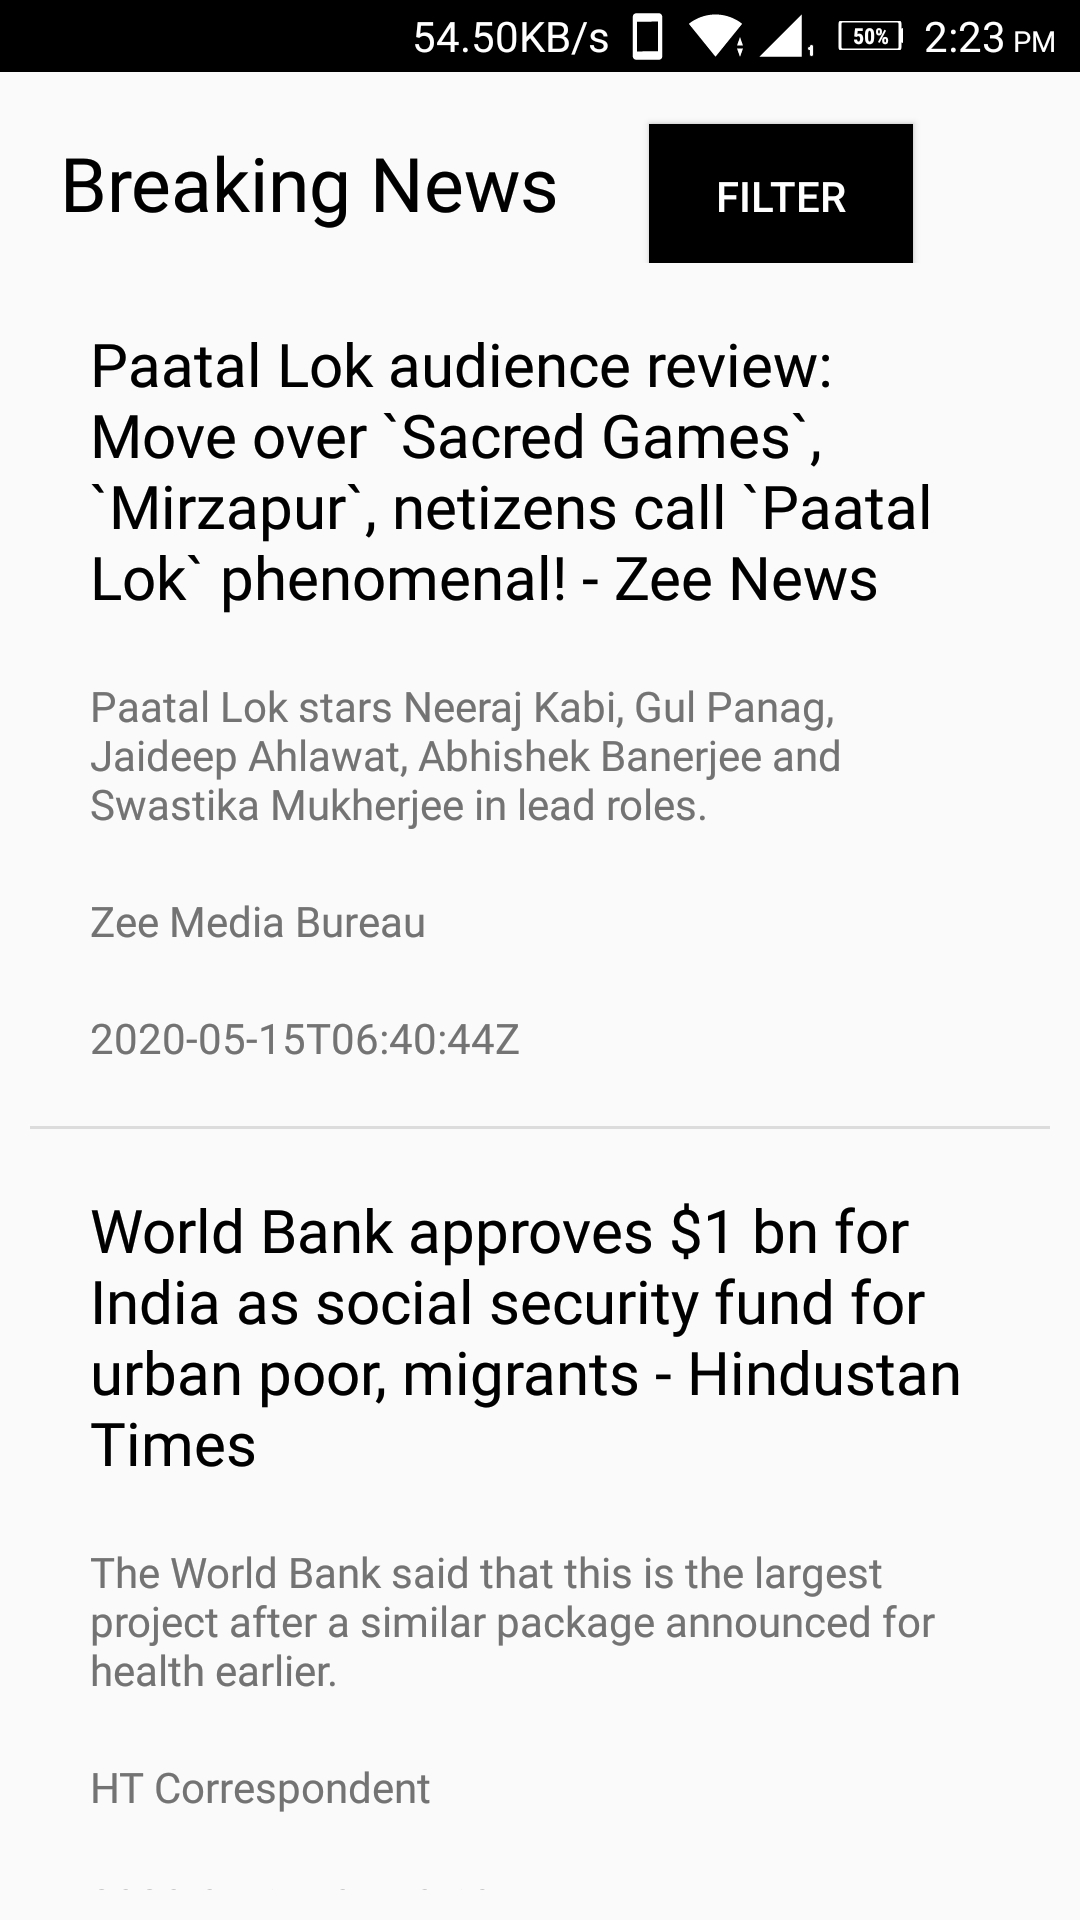 54.50KB/s 1 50% 2:23 PM
Breaking News
FILTER
Paatal Lok audience review:
Move over `Sacred Games`,
`Mirzapur`, netizens call `Paatal
Lok` phenomenal! - Zee News
Paatal Lok stars Neeraj Kabi, Gul Panag,
Jaideep Ahlawat, Abhishek Banerjee and
Swastika Mukherjee in lead roles.
Zee Media Bureau
2020-05-15T06:40:44Z
World Bank approves $1 bn for
India as social security fund for
urban poor, migrants - Hindustan
Times
The World Bank said that this is the largest
project after a similar package announced for
health earlier.
HT Correspondent